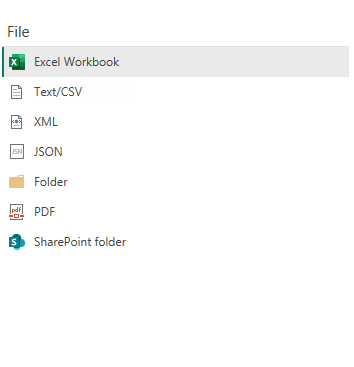 File
Excel Workbook
Text/CSV
XML
JSON
Folder
PDF
SharePoint folder